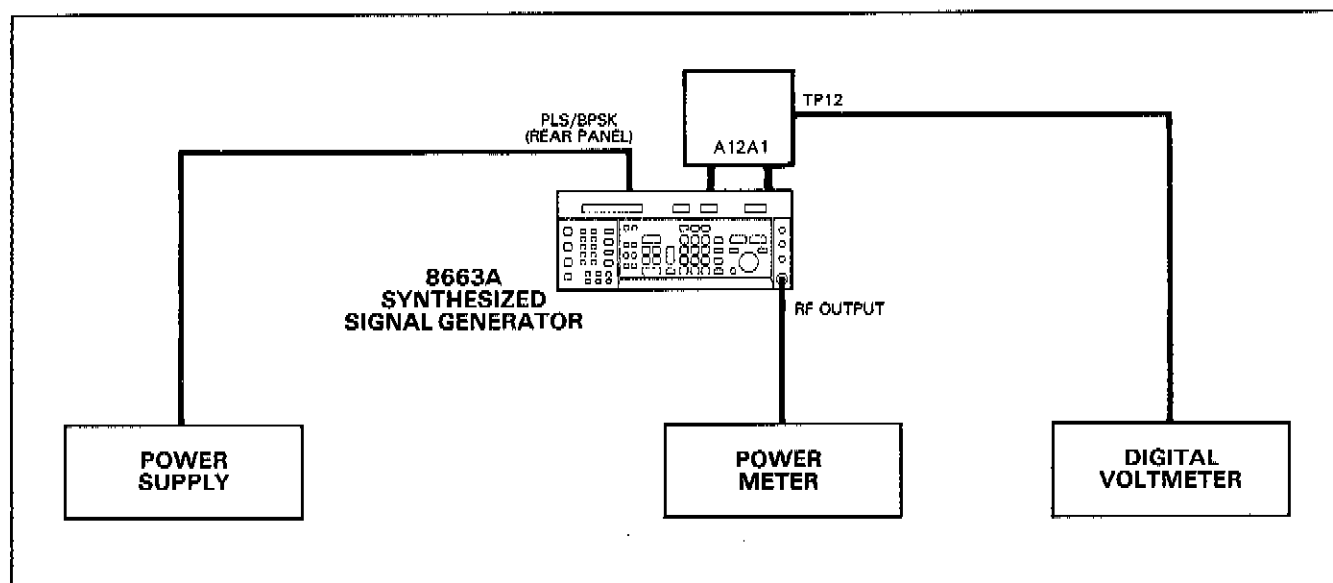 TP12
PLS/BPSK
(REAR PANEL)
A12A1
8663A
SYNTHESIZED
SIGNAL GENERATOR
RF OUTPUT
POWER
SUPPLY
POWER
METER
DIGITAL
VOLTMETER